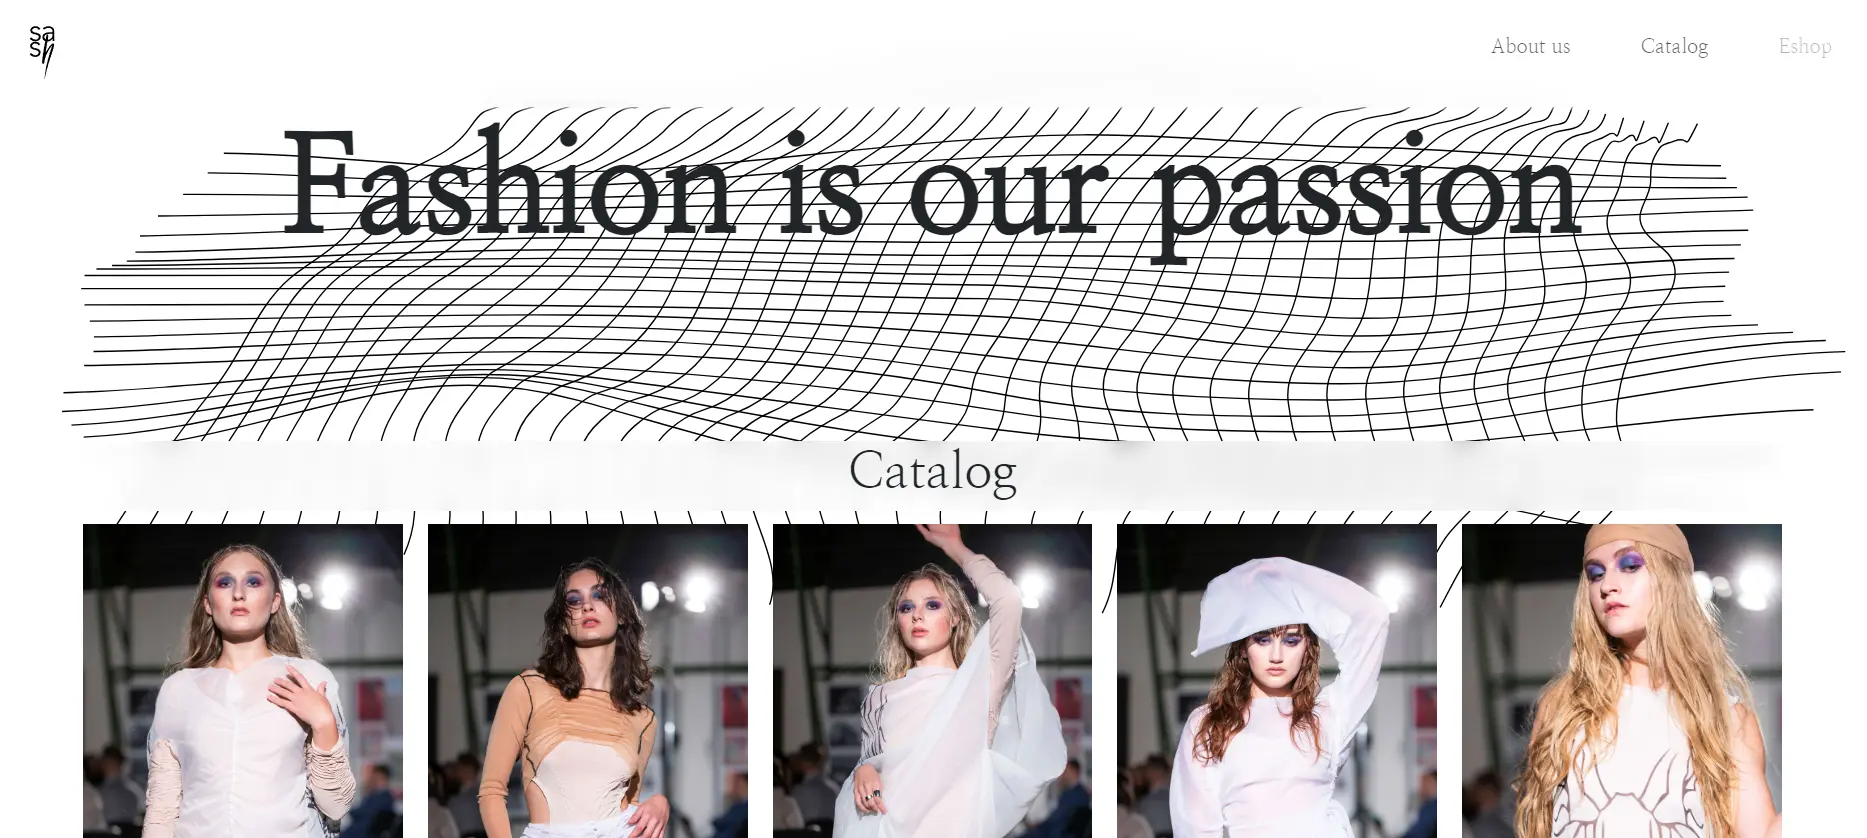 sa
sh
About us
Catalog
Eshop
Fashion is our passion
Catalog